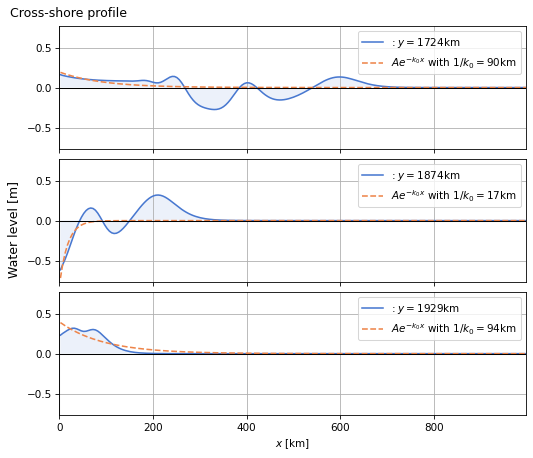 Cross-shore profile
Water level [m]
0.5
0.0
−0.5
: y = 1724km
Ae^{−k₀x} with 1/k₀ = 90km
0.5
0.0
−0.5
: y = 1874km
Ae^{−k₀x} with 1/k₀ = 17km
0.5
0.0
−0.5
: y = 1929km
Ae^{−k₀x} with 1/k₀ = 94km
0 200 400 600 800
x [km]